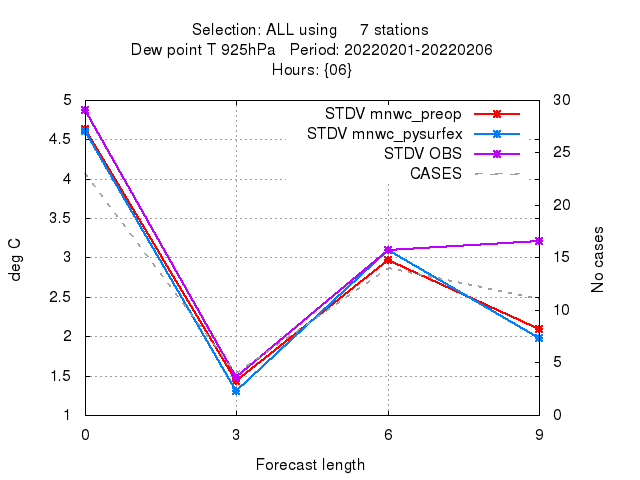 Selection: ALL using 7 stations
Dew point T 925hPa Period: 20220201-20220206
Hours: {06}
STDV mnwc_preop
STDV mnwc_pysurfex
STDV OBS
CASES
5
4.5
4
3.5
3
2.5
2
1.5
1
30
25
20
15
10
5
0
deg C
No cases
0 3 6 9
Forecast length